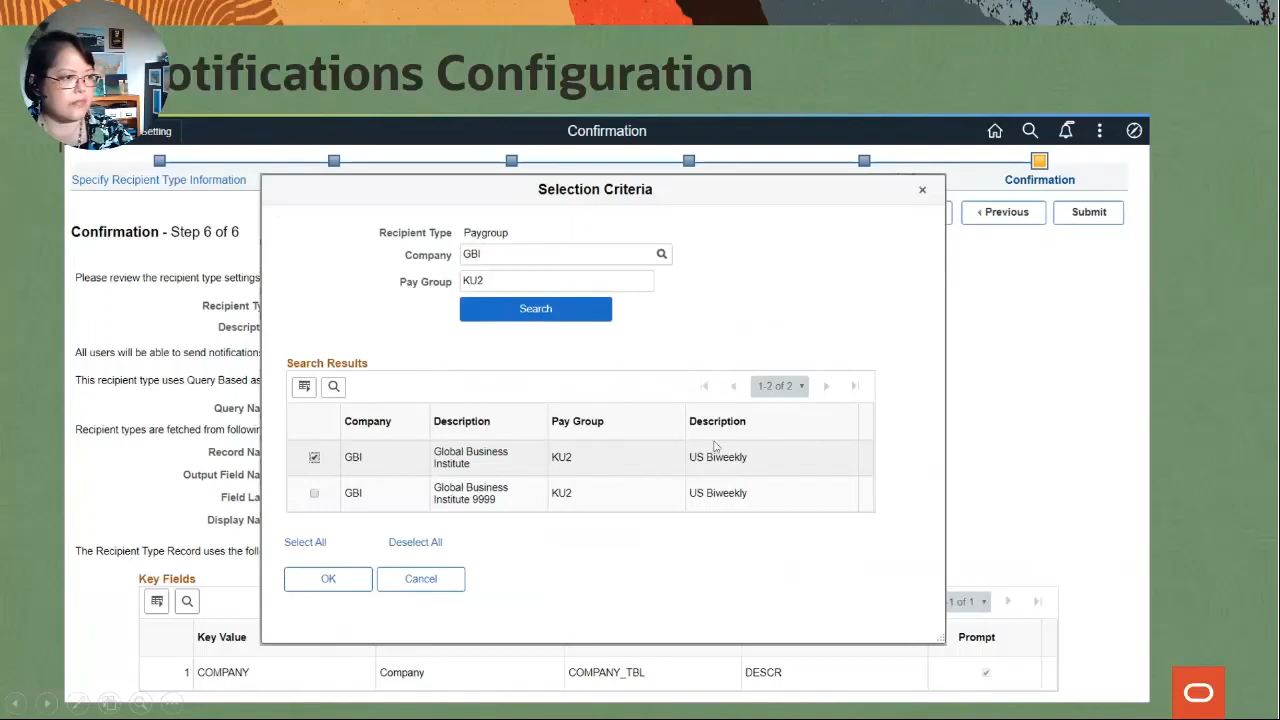 otifications Configuration
etting
Confirmation
Specify Recipient Type Information
Confirmation
Selection Criteria
×
Previous
Submit
Confirmation - Step 6 of 6
Recipient Type Paygroup
Company GBI
Pay Group KU2
Search
Please review the recipient type settings
Recipient Ty
Descript
All users will be able to send notifications
This recipient type uses Query Based as
Query Na
Recipient types are fetched from followin
Record Na
Output Field Na
Field La
Display Na
The Recipient Type Record uses the foll
Search Results
1-2 of 2
Company Description Pay Group Description
GBI Global Business Institute KU2 US Biweekly
GBI Global Business Institute 9999 KU2 US Biweekly
Select All Deselect All
OK Cancel
Key Fields
1 of 1
Key Value Prompt
1 COMPANY Company COMPANY_TBL DESCR